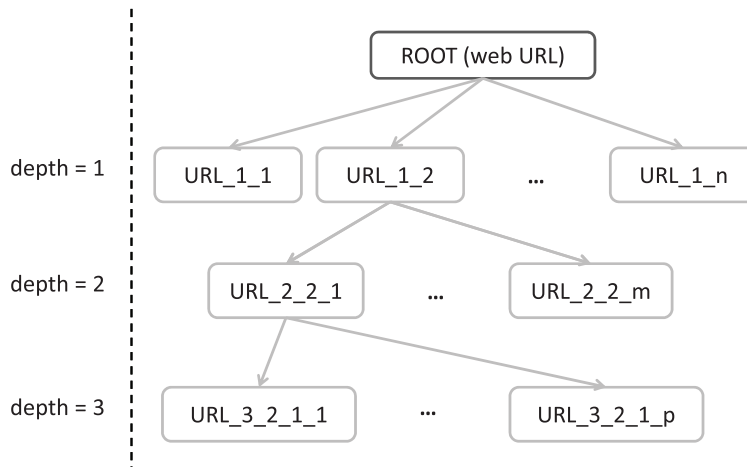 ROOT (web URL)
depth = 1
URL_1_1
URL_1_2
...
URL_1_n
depth = 2
URL_2_2_1
...
URL_2_2_m
depth = 3
URL_3_2_1_1
...
URL_3_2_1_p